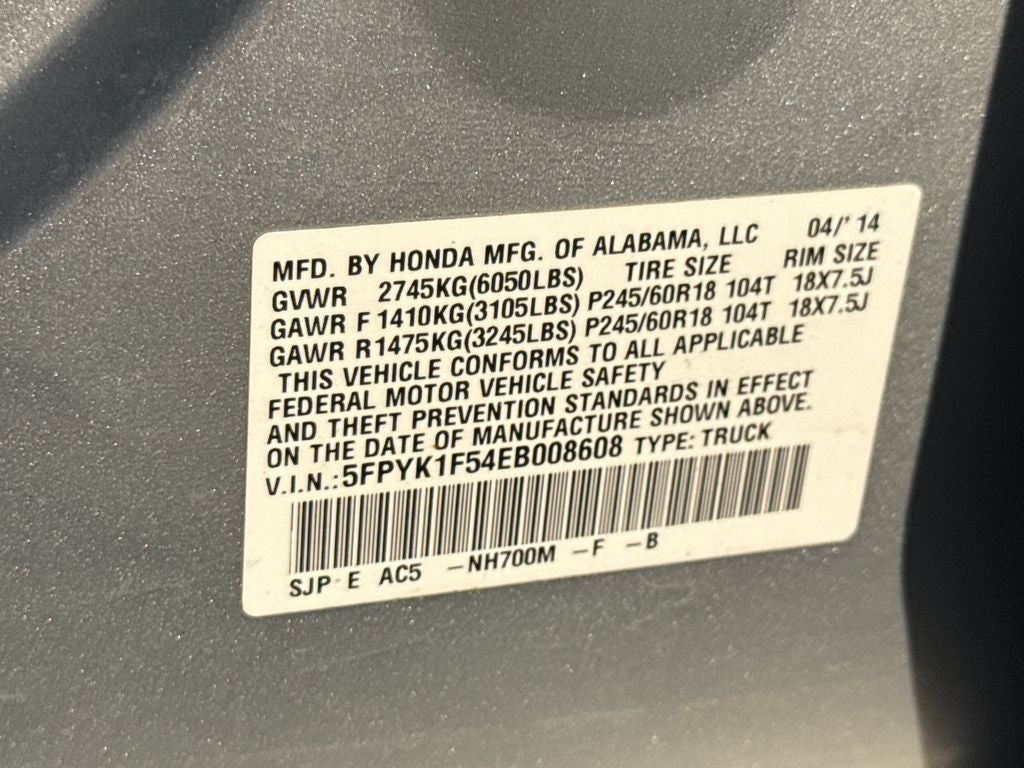 MFD. BY HONDA MFG. OF ALABAMA, LLC 04/' 14
GVWR 2745KG(6050LBS) TIRE SIZE RIM SIZE
GAWR F 1410KG(3105LBS) P245/60R18 104T 18X7.5J
GAWR R1475KG(3245LBS) P245/60R18 104T 18X7.5J
THIS VEHICLE CONFORMS TO ALL APPLICABLE
FEDERAL MOTOR VEHICLE SAFETY
AND THEFT PREVENTION STANDARDS IN EFFECT
ON THE DATE OF MANUFACTURE SHOWN ABOVE.
V.I.N.:5FPYK1F54EB008608 TYPE: TRUCK
SJP E AC5 -NH700M -F -B